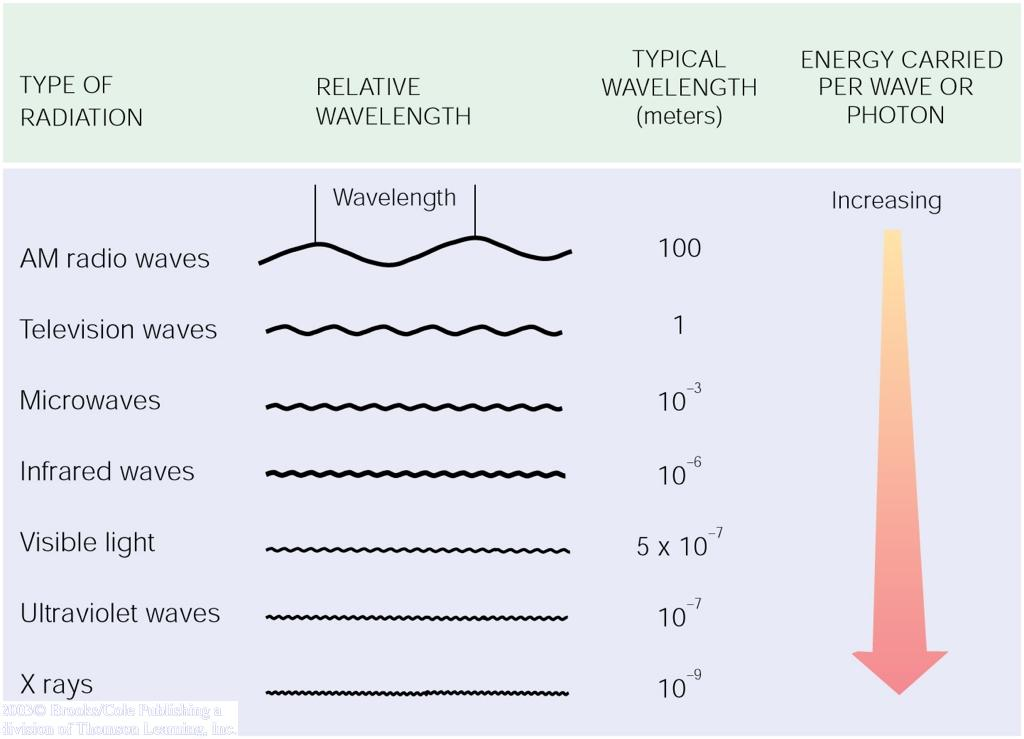 TYPE OF
RADIATION
RELATIVE
WAVELENGTH
TYPICAL
WAVELENGTH
(meters)
ENERGY CARRIED
PER WAVE OR
PHOTON
Wavelength
Increasing
AM radio waves
100
Television waves
1
Microwaves
10⁻³
Infrared waves
10⁻⁶
Visible light
5 x 10⁻⁷
Ultraviolet waves
10⁻⁷
X rays
10⁻⁹
2003© Brooks/Cole Publishing a
division of Thomson Learning, Inc.